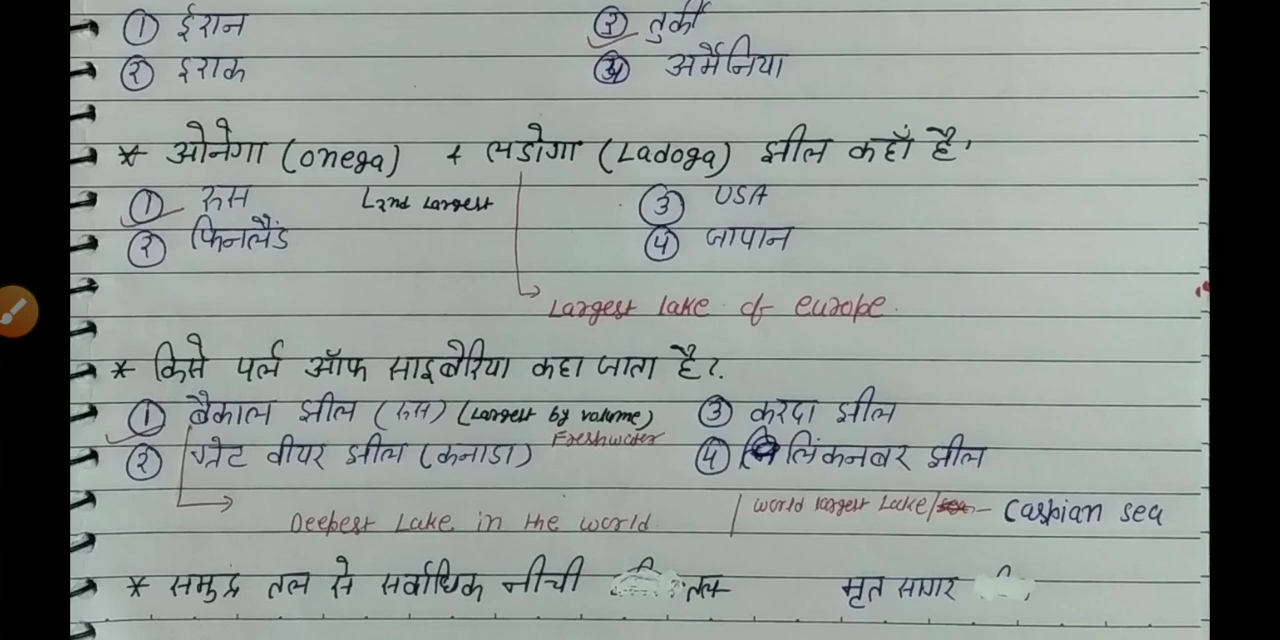 ① ईरान ③ तुर्की
② इराक ④ अर्मेनिया
* ओनेगा (onega) + लडोगा (Ladoga) झील कहाँ है?
① रूस 2nd Largest ③ USA
② फिनलैंड ④ जापान
Largest lake of europe.
* किसे पर्ल ऑफ साइबेरिया कहा जाता है?.
① बैकाल झील (रूस) (Largest by volume) ③ करदा झील
Freshwater
② ग्रेट वीयर झील (कनाडा) ④ लिंकनबर झील
Deepest Lake in the world. | World largest Lake/ - Caspian sea
* समुद्र तल से सर्वाधिक नीची तल मृत सागर